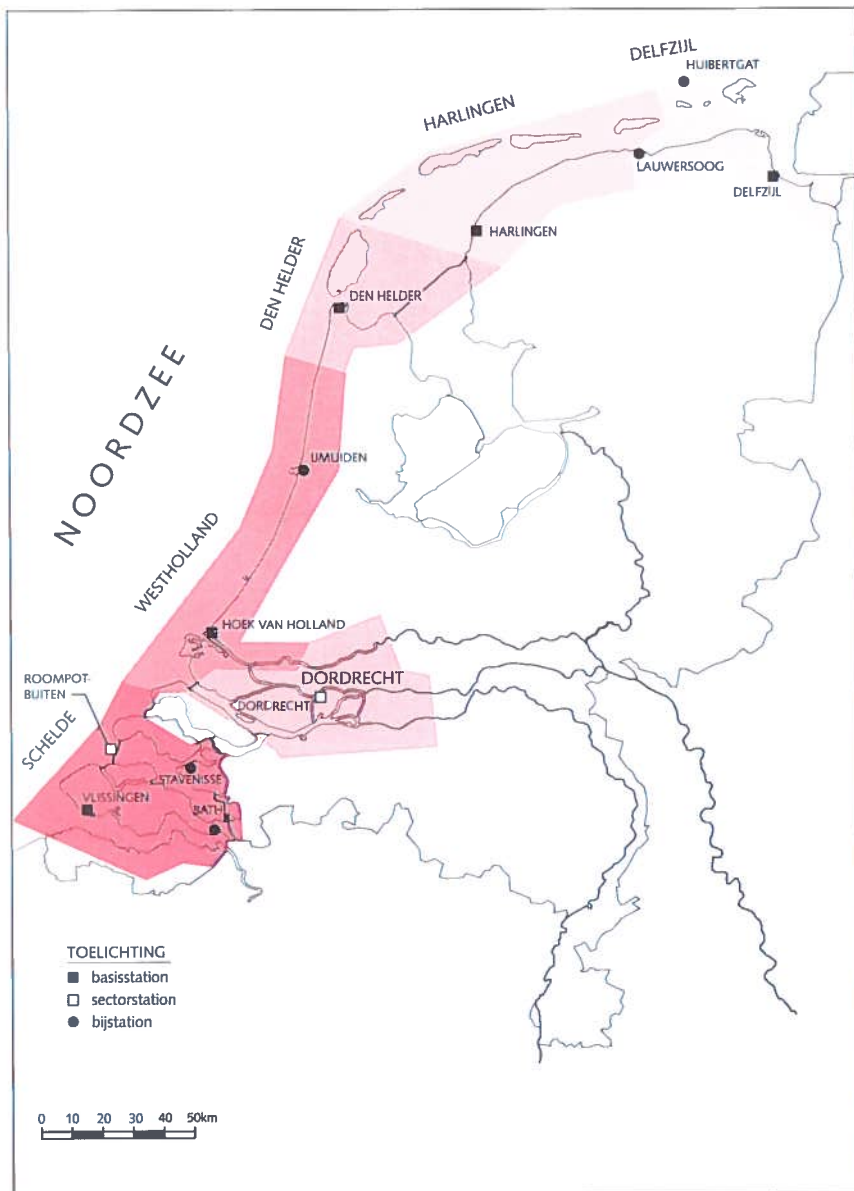 DELFZIJL
HUIBERTGAT
HARLINGEN
LAUWERSOOG
DELFZIJL
HARLINGEN
DEN HELDER
DEN HELDER
NOORDZEE
IJMUIDEN
WESTHOLLAND
HOEK VAN HOLLAND
ROOMPOT-
BUITEN
DORDRECHT
DORDRECHT
SCHELDE
STAVENISSE
VLISSINGEN
BATH
TOELICHTING
basisstation
sectorstation
bijstation
0 10 20 30 40 50km